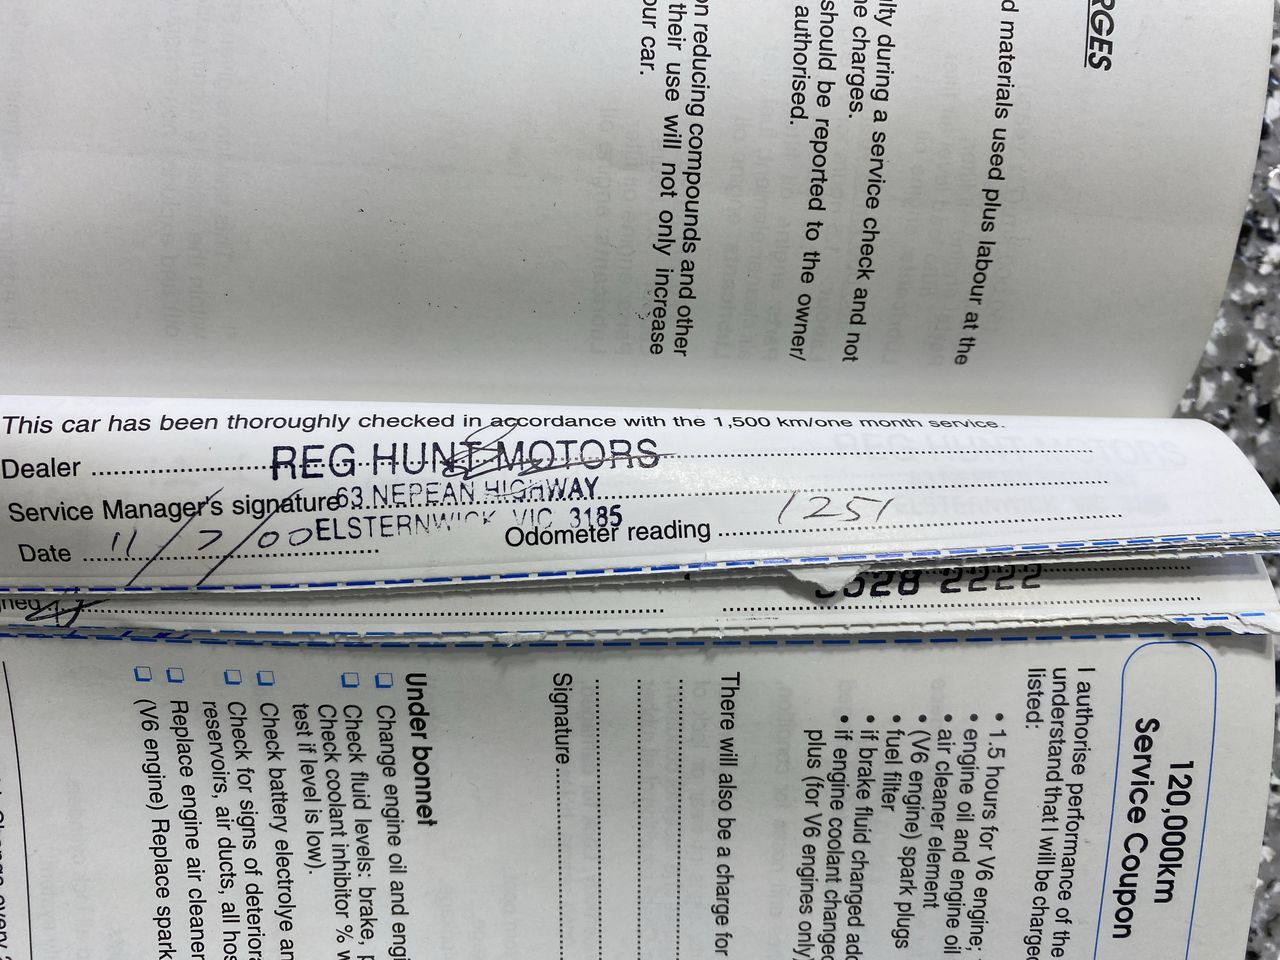 RGES
d materials used plus labour at the
lty during a service check and not
e charges.
should be reported to the owner/
authorised.
on reducing compounds and other
their use will not only increase
our car.
This car has been thoroughly checked in accordance with the 1,500 km/one month service.
Dealer REG HUNT MOTORS
Service Manager's signature 63 NEPEAN HIGHWAY
ELSTERNWICK VIC 3185
Date 11/7/00 Odometer reading 1251
528 2222
120,000km
Service Coupon
I authorise performance of the
understand that I will be charged
listed:
• 1.5 hours for V6 engine;
• engine oil and engine oil
• air cleaner element
• (V6 engine) spark plugs
• fuel filter
• if brake fluid changed add
• if engine coolant changed
plus (for V6 engines only)
There will also be a charge for
Signature
Under bonnet
Change engine oil and engi
Check fluid levels: brake, p
Check coolant inhibitor % w
test if level is low).
Check battery electrolye an
Check for signs of deteriora
reservoirs, air ducts, all hos
Replace engine air cleaner
(V6 engine) Replace spark